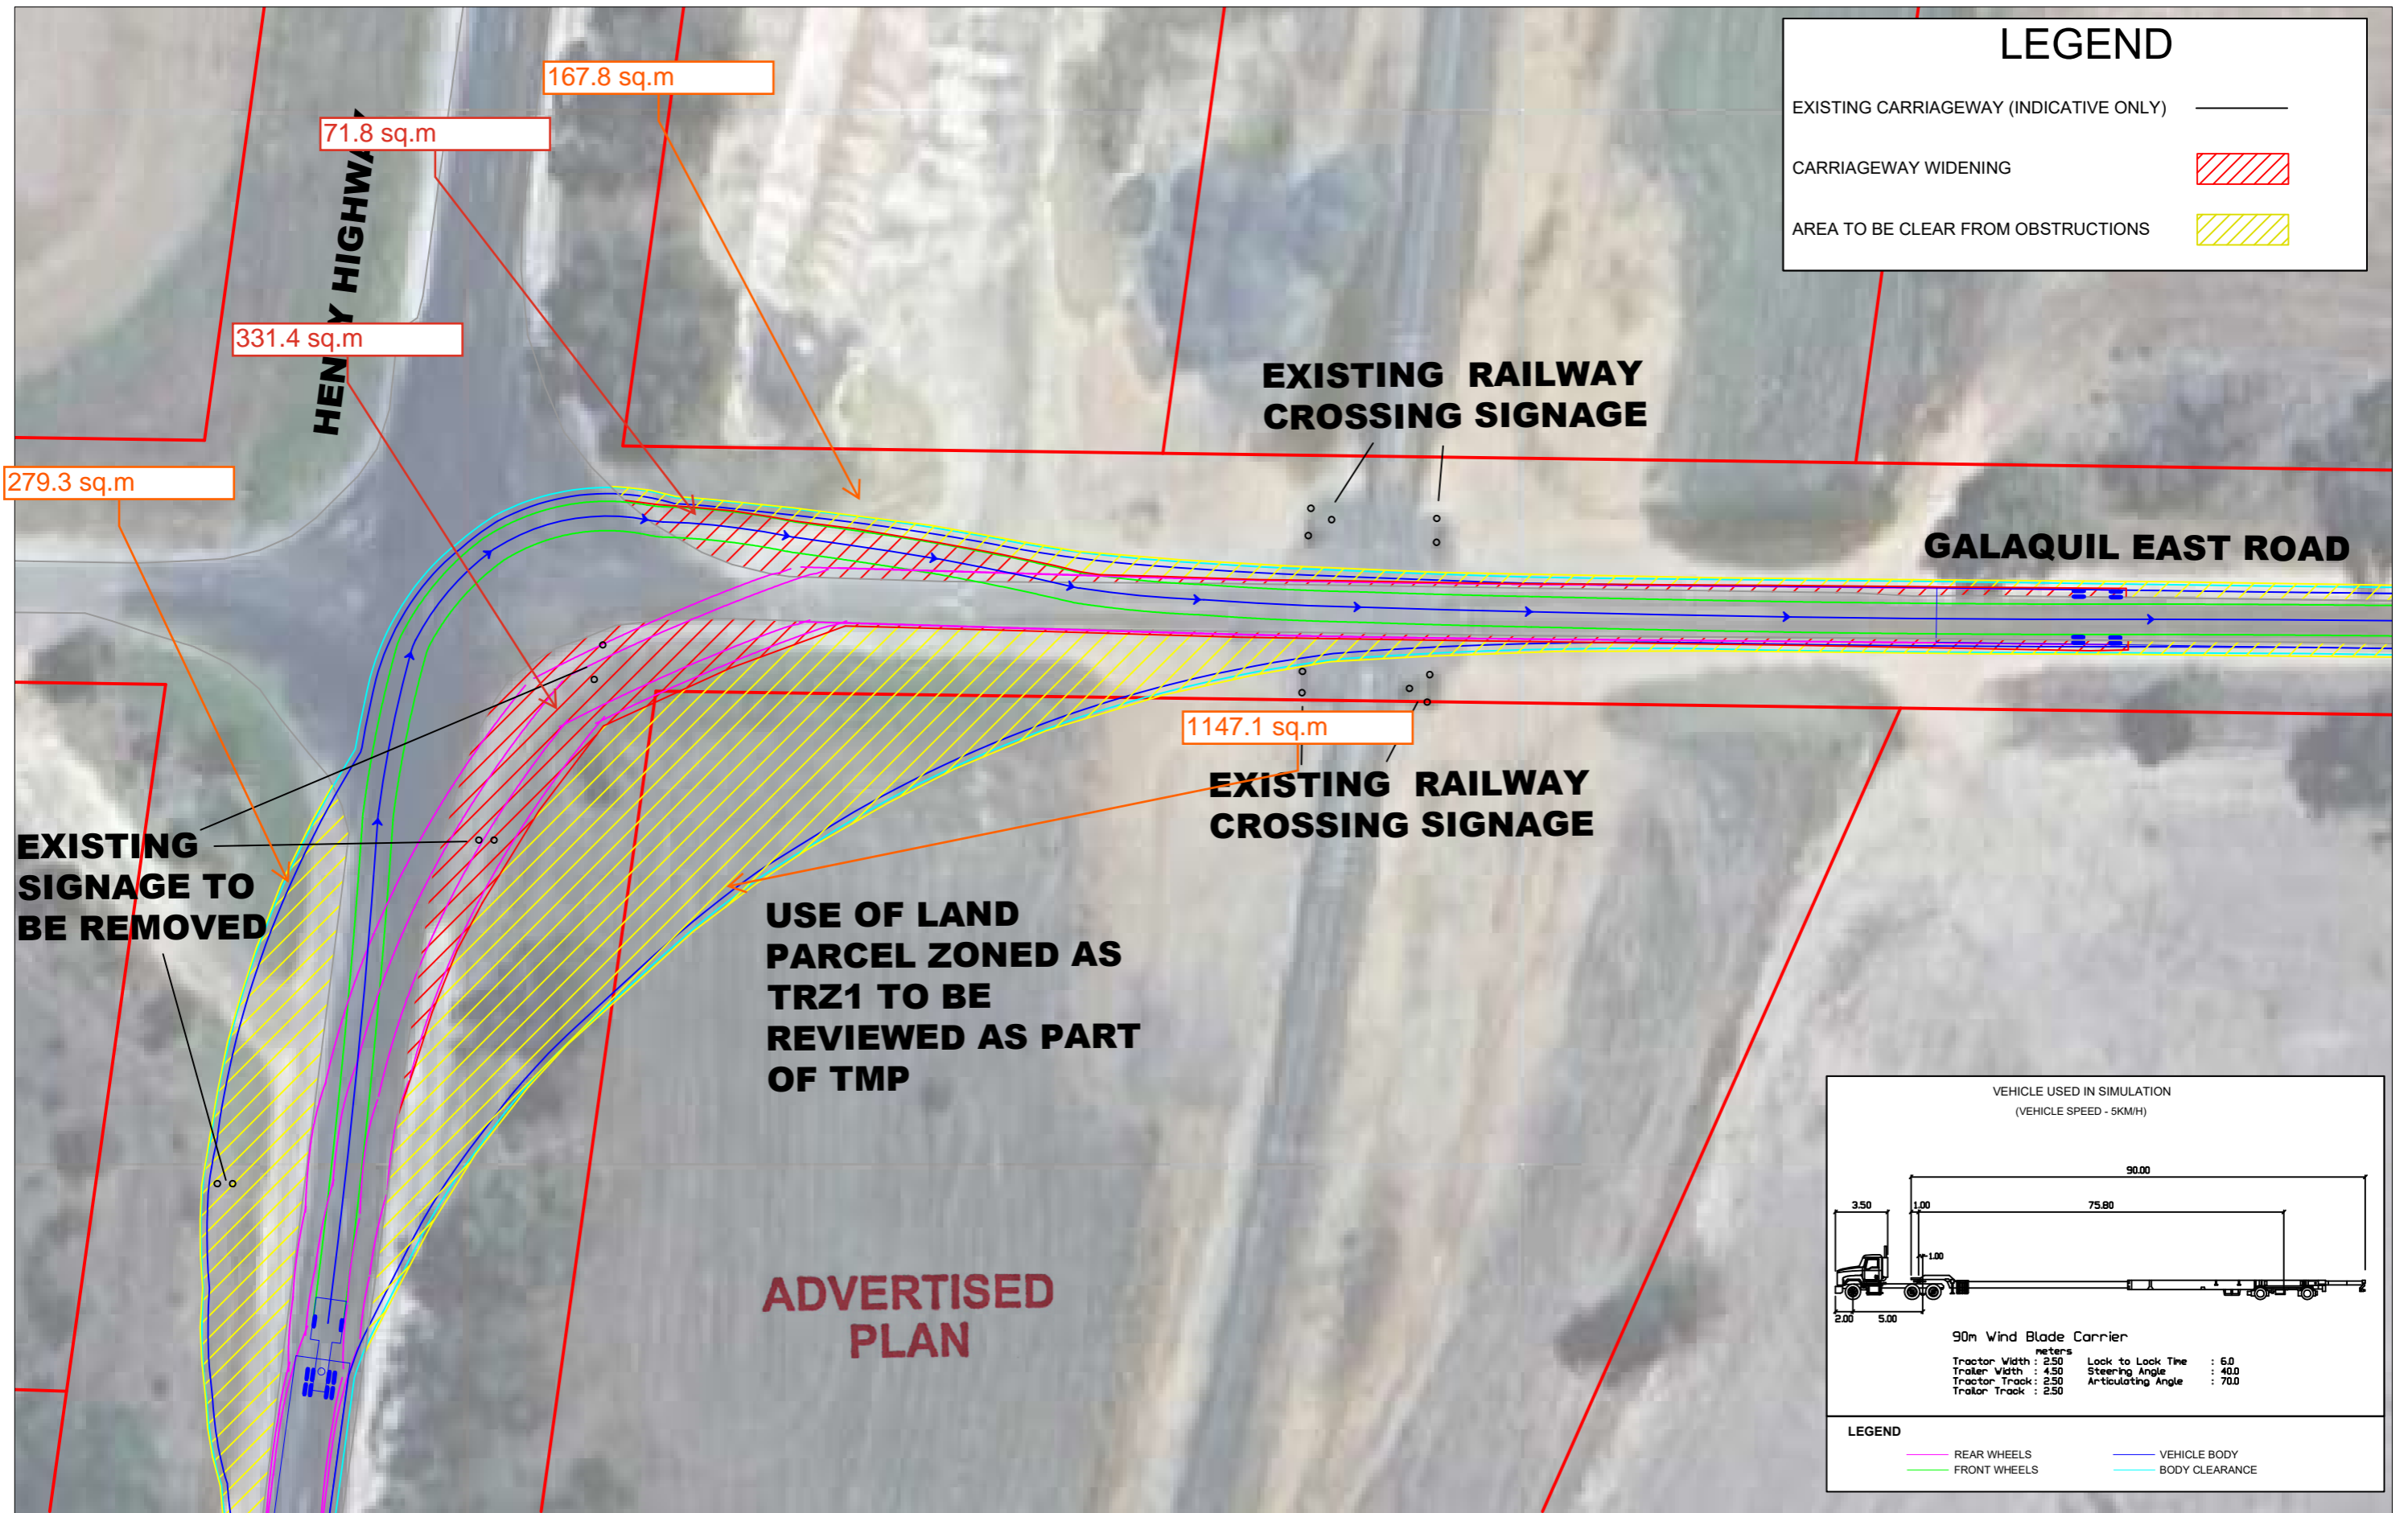 LEGEND
EXISTING CARRIAGEWAY (INDICATIVE ONLY)
CARRIAGEWAY WIDENING
AREA TO BE CLEAR FROM OBSTRUCTIONS
167.8 sq.m
71.8 sq.m
HENTY HIGHWAY
331.4 sq.m
279.3 sq.m
EXISTING RAILWAY
CROSSING SIGNAGE
GALAQUIL EAST ROAD
1147.1 sq.m
EXISTING RAILWAY
CROSSING SIGNAGE
EXISTING
SIGNAGE TO
BE REMOVED
USE OF LAND
PARCEL ZONED AS
TRZ1 TO BE
REVIEWED AS PART
OF TMP
ADVERTISED
PLAN
VEHICLE USED IN SIMULATION
(VEHICLE SPEED - 5KM/H)
90.00
3.50
1.00
75.80
1.00
2.00
5.00
90m Wind Blade Carrier
meters
Tractor Width : 2.50 Lock to Lock Time : 6.0
Trailer Width : 4.50 Steering Angle : 40.0
Tractor Track : 2.50 Articulating Angle : 70.0
Trailor Track : 2.50
LEGEND
REAR WHEELS
VEHICLE BODY
FRONT WHEELS
BODY CLEARANCE